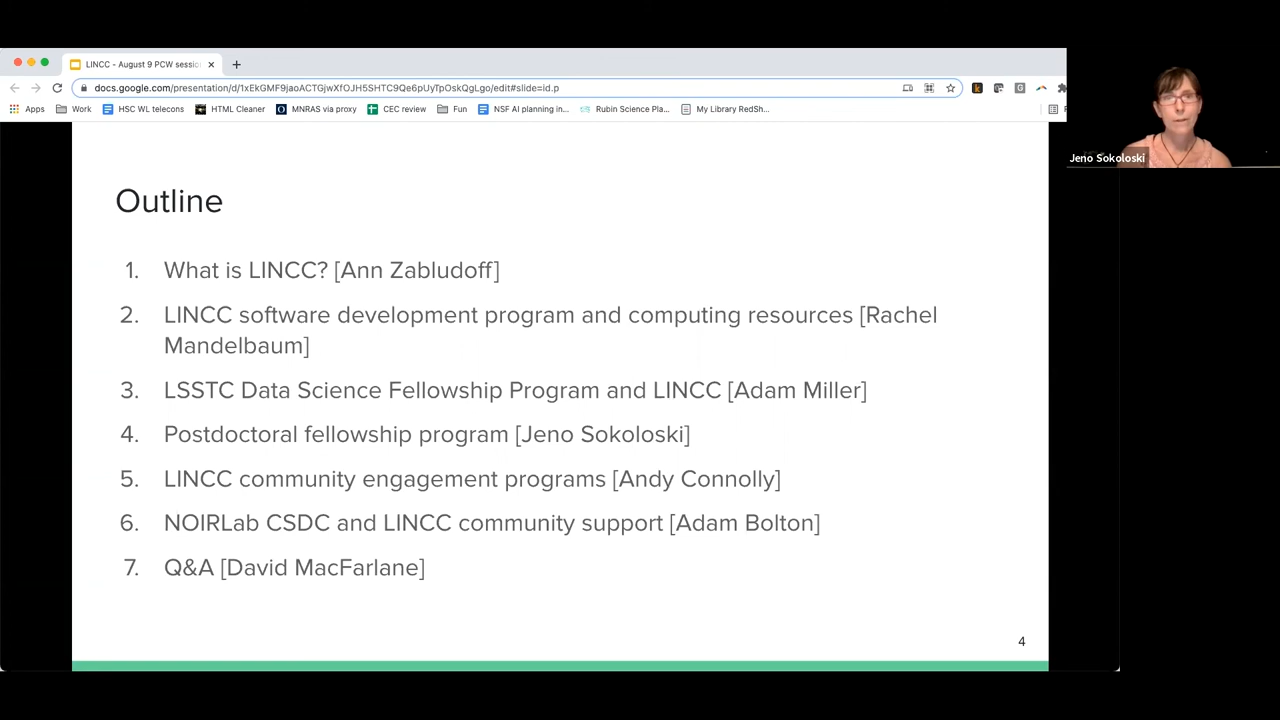 LINCC - August 9 PCW sessio
docs.google.com/presentation/d/1xEkGMF9jaoACTGjwXfOJH5SHTC9Qe6pUyTpOskQgLgo/edit#slide=id.p
Apps Work HSC WL telecons HTML Cleaner MNRAS via proxy CEC review Fun NSF AI planning in... Rubin Science Pla... My Library RedSh...
Jeno Sokoloski
Outline
1. What is LINCC? [Ann Zabludoff]
2. LINCC software development program and computing resources [Rachel
Mandelbaum]
3. LSSTC Data Science Fellowship Program and LINCC [Adam Miller]
4. Postdoctoral fellowship program [Jeno Sokoloski]
5. LINCC community engagement programs [Andy Connolly]
6. NOIRLab CSDC and LINCC community support [Adam Bolton]
7. Q&A [David MacFarlane]
4